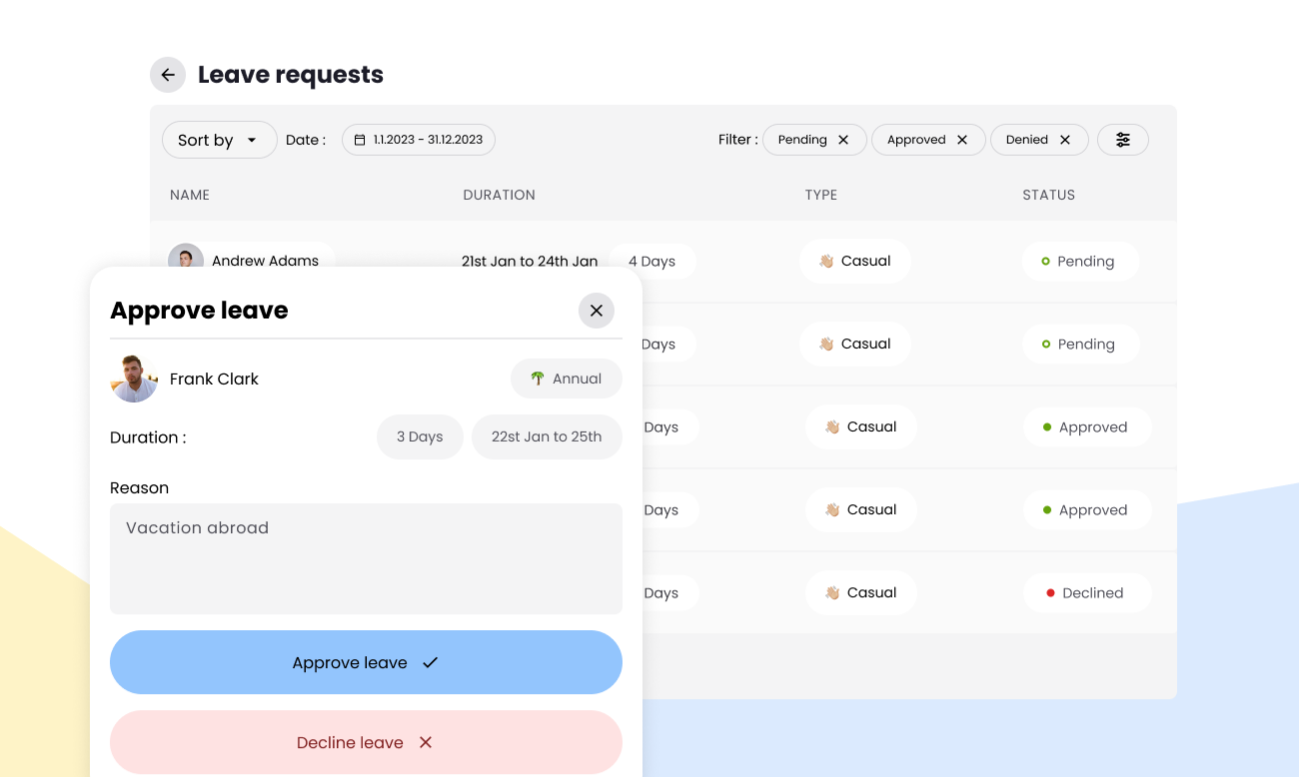 Leave requests
Sort by Date : 1.1.2023 - 31.12.2023 Filter : Pending Approved Denied
NAME DURATION TYPE STATUS
Andrew Adams 21st Jan to 24th Jan 4 Days Casual Pending
Days Casual Pending
Days Casual Approved
Days Casual Approved
Days Casual Declined
Approve leave
Frank Clark Annual
Duration : 3 Days 22st Jan to 25th
Reason
Vacation abroad
Approve leave
Decline leave